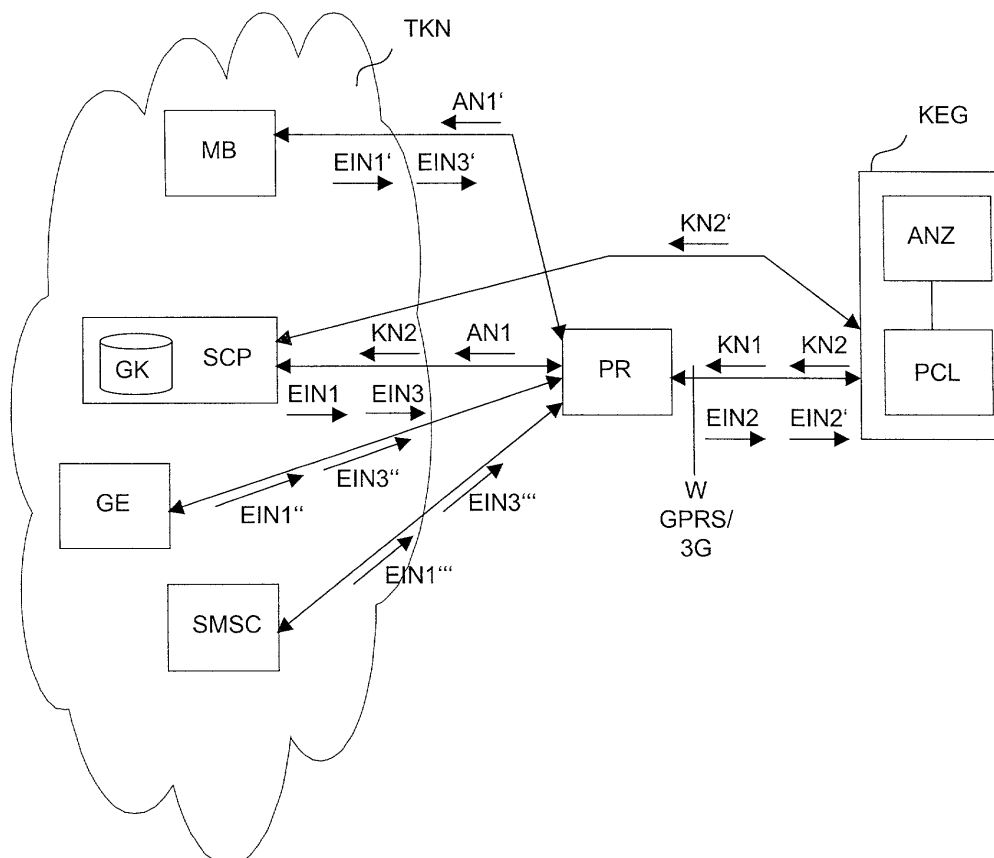 TKN
AN1‘
KEG
MB
EIN1‘ EIN3‘
KN2‘
ANZ
KN2 AN1
SCP
GK
PR
KN1 KN2
PCL
EIN1 EIN3
EIN2 EIN2‘
EIN3‘‘
GE
EIN1‘‘
EIN3‘‘‘
W
GPRS/
3G
EIN1‘‘‘
SMSC